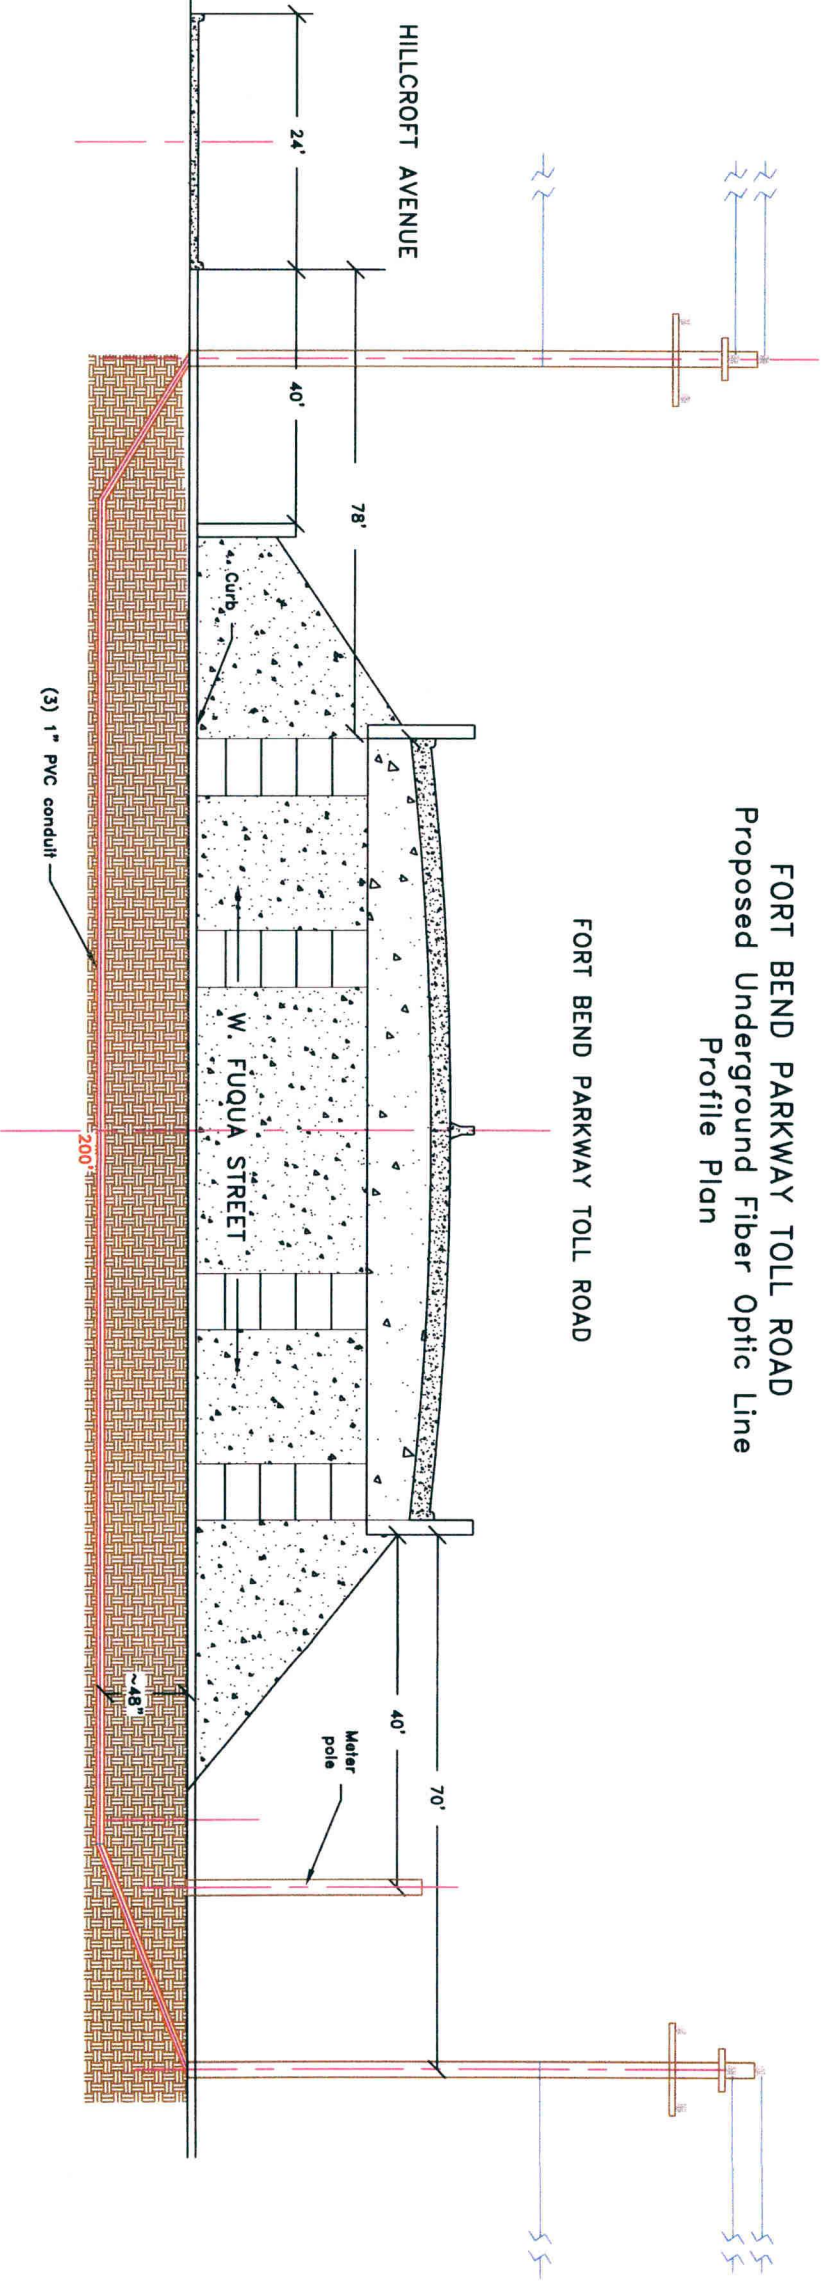 FORT BEND PARKWAY TOLL ROAD
Proposed Underground Fiber Optic Line
Profile Plan
FORT BEND PARKWAY TOLL ROAD
HILLCROFT AVENUE
24'
40'
78'
Curb
W. FUQUA STREET
70'
40'
Meter
pole
~48"
200'
(3) 1" PVC conduit